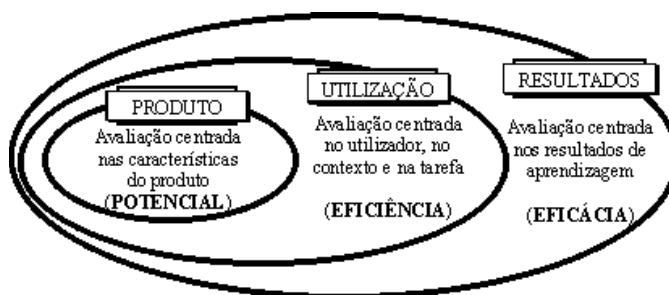 PRODUTO
Avaliação centrada
nas características
do produto
(POTENCIAL)
UTILIZAÇÃO
Avaliação centrada
no utilizador, no
contexto e na tarefa
(EFICIÊNCIA)
RESULTADOS
Avaliação centrada
nos resultados de
aprendizagem
(EFICÁCIA)